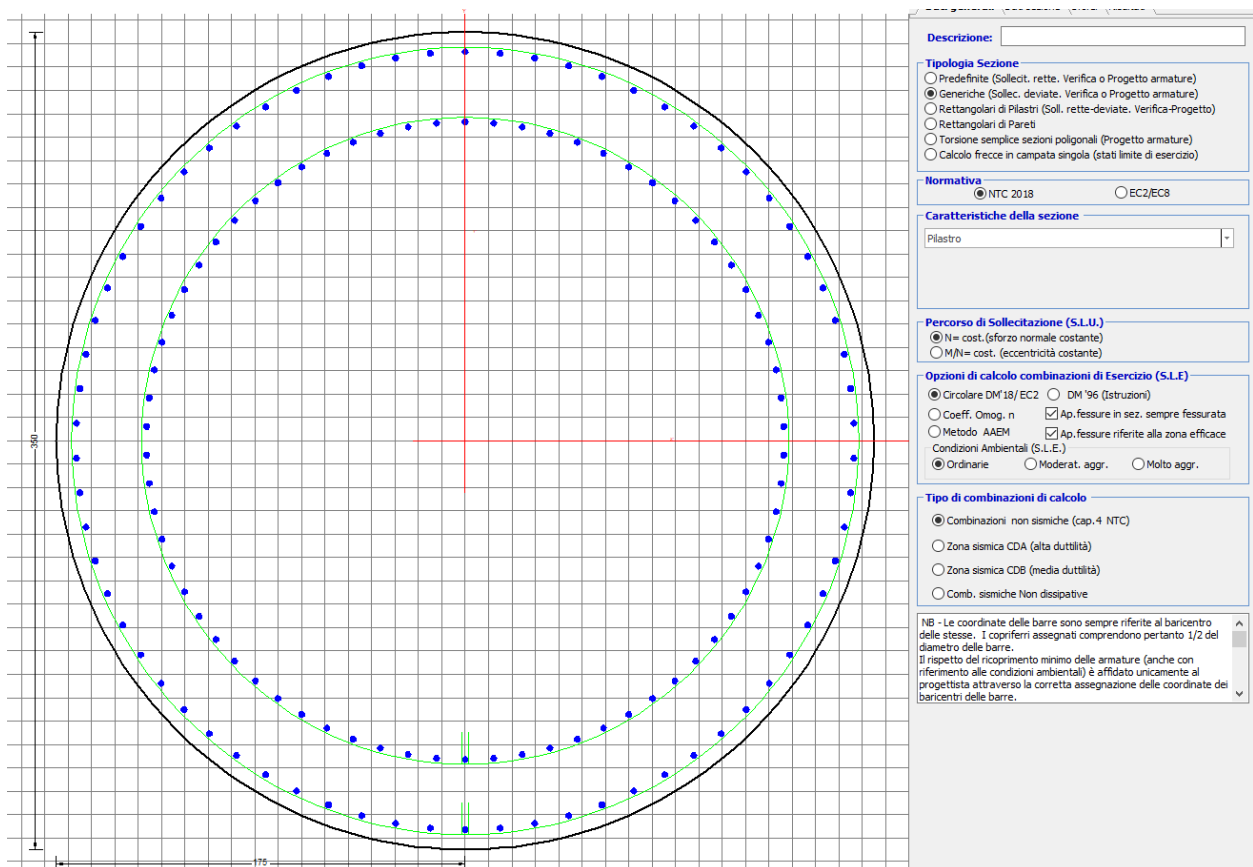 350
175
Descrizione:
Tipologia Sezione
Predefinite (Sollecit. rette. Verifica o Progetto armature)
Generiche (Sollec. deviate. Verifica o Progetto armature)
Rettangolari di Pilastri (Soll. rette-deviate. Verifica-Progetto)
Rettangolari di Pareti
Torsione semplice sezioni poligonali (Progetto armature)
Calcolo frecce in campata singola (stati limite di esercizio)
Normativa
NTC 2018 EC2/EC8
Caratteristiche della sezione
Pilastro
Percorso di Sollecitazione (S.L.U.)
N= cost.(sforzo normale costante)
M/N= cost. (eccentricità costante)
Opzioni di calcolo combinazioni di Esercizio (S.L.E)
Circolare DM'18/ EC2 DM '96 (Istruzioni)
Coeff. Omog. n Ap.fessure in sez. sempre fessurata
Metodo AAEM Ap.fessure riferite alla zona efficace
Condizioni Ambientali (S.L.E.)
Ordinarie Moderat. aggr. Molto aggr.
Tipo di combinazioni di calcolo
Combinazioni non sismiche (cap.4 NTC)
Zona sismica CDA (alta duttilità)
Zona sismica CDB (media duttilità)
Comb. sismiche Non dissipative
NB - Le coordinate delle barre sono sempre riferite al baricentro
delle stesse. I copriferri assegnati comprendono pertanto 1/2 del
diametro delle barre.
Il rispetto del ricoprimento minimo delle armature (anche con
riferimento alle condizioni ambientali) è affidato unicamente al
progettista attraverso la corretta assegnazione delle coordinate dei
baricentri delle barre.